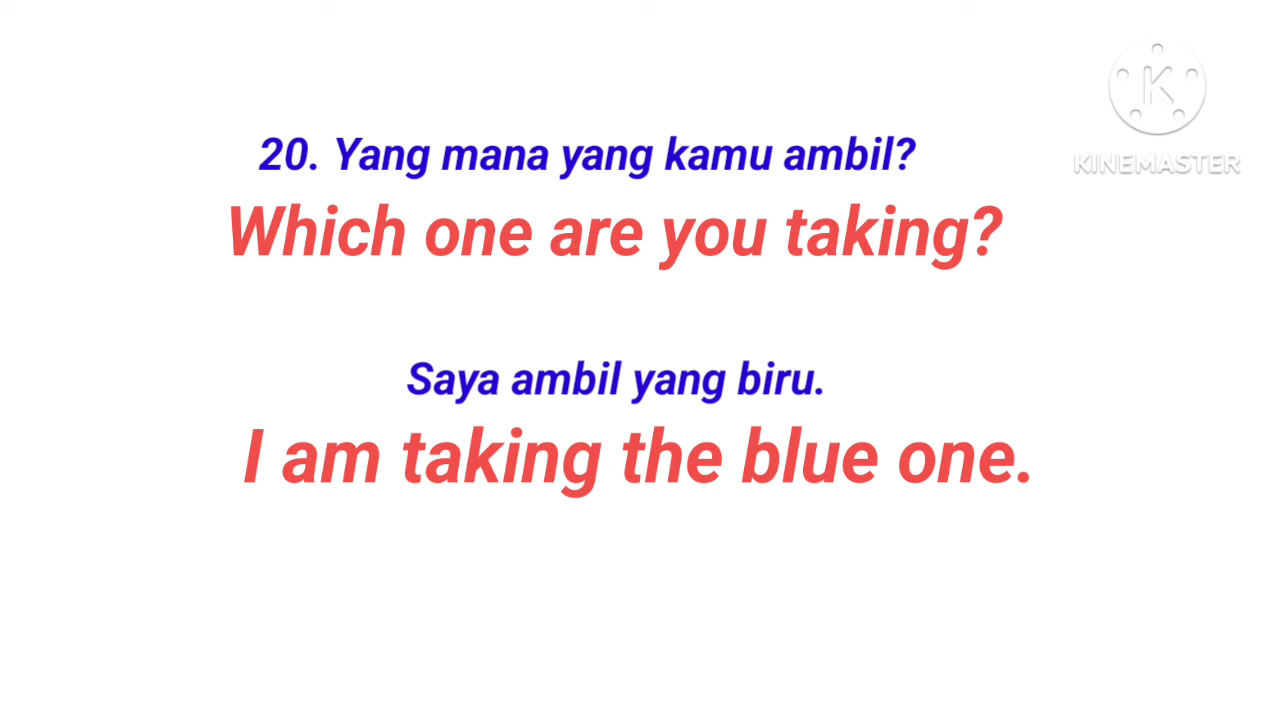 20. Yang mana yang kamu ambil?
Which one are you taking?
Saya ambil yang biru.
I am taking the blue one.
K
KINEMASTER